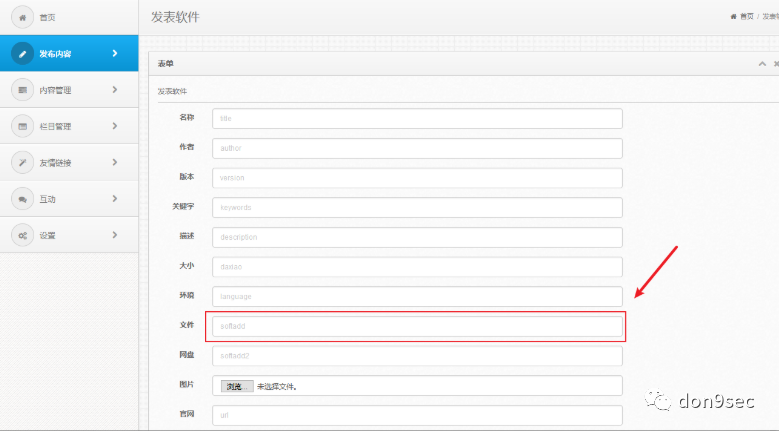 首页
发布内容
内容管理
栏目管理
友情链接
互动
设置
发表软件
首页 / 发表软
表单
发表软件
名称 title
作者 author
版本 version
关键字 keywords
描述 description
大小 daxiao
环境 language
文件 softadd
网盘 softadd2
图片 浏览... 未选择文件。
官网 url
don9sec